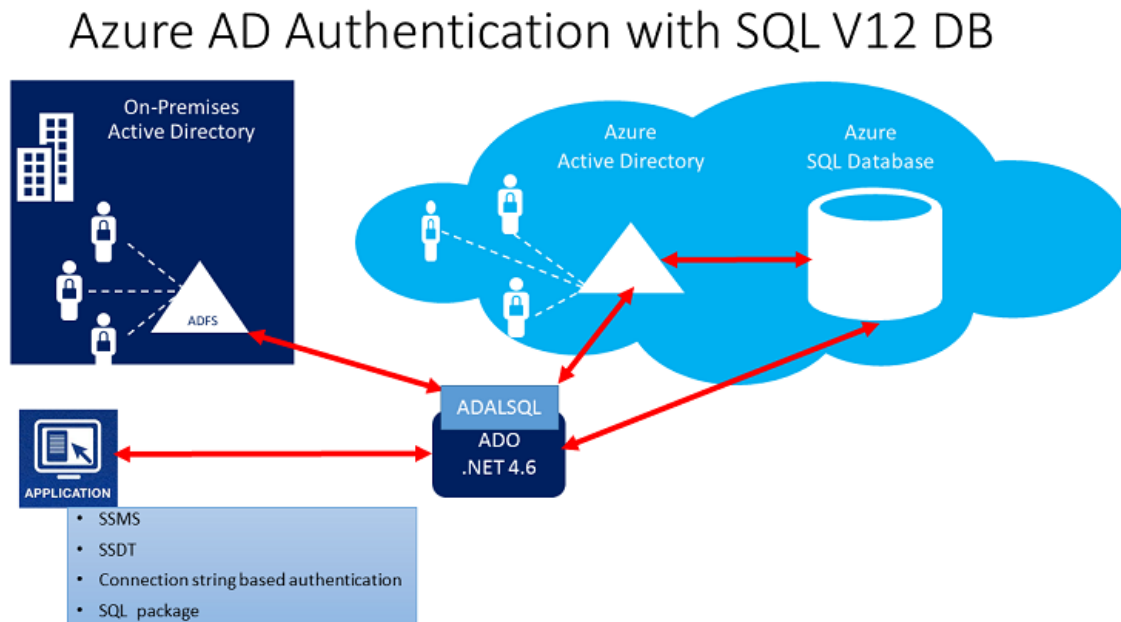 Azure AD Authentication with SQL V12 DB
On-Premises
Active Directory
Azure
Active Directory
Azure
SQL Database
ADFS
ADALSQL
ADO
.NET 4.6
APPLICATION
• SSMS
• SSDT
• Connection string based authentication
• SQL package